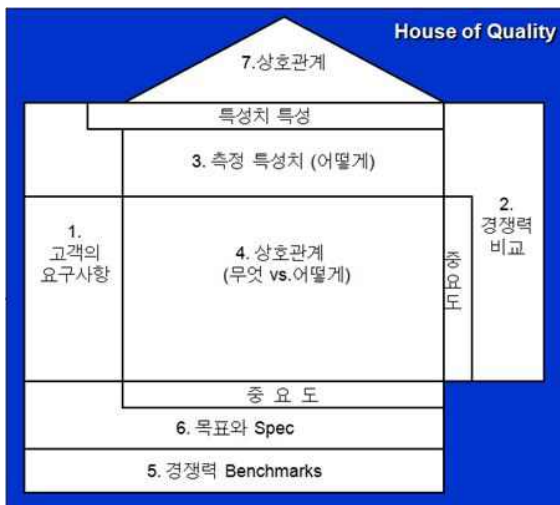 House of Quality
7.상호관계
특성치 특성
3. 측정 특성치 (어떻게)
1.
고객의
요구사항
4. 상호관계
(무엇 vs.어떻게)
중
요
도
2.
경쟁력
비교
중 요 도
6. 목표와 Spec
5. 경쟁력 Benchmarks